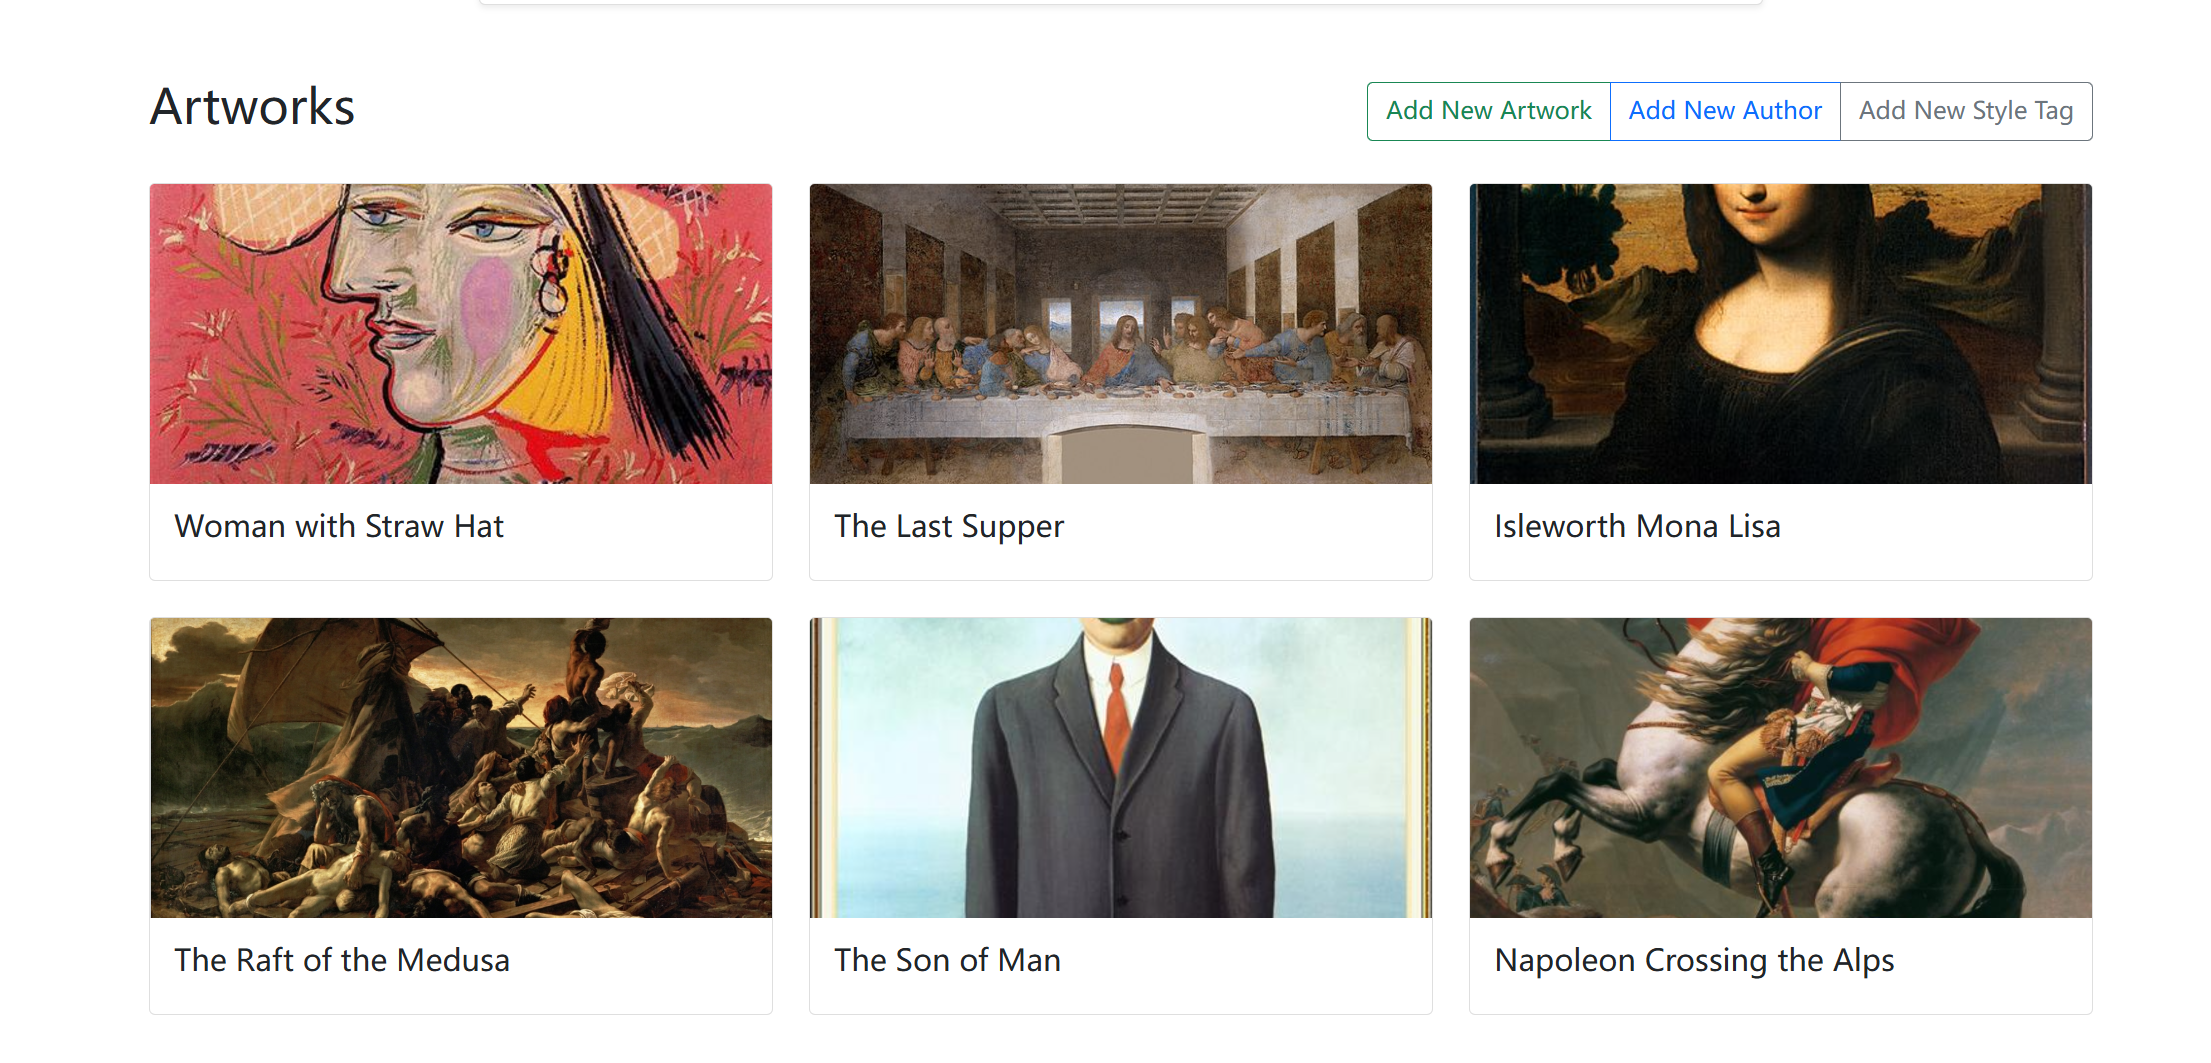 Artworks
Add New Artwork Add New Author Add New Style Tag
Woman with Straw Hat
The Last Supper
Isleworth Mona Lisa
The Raft of the Medusa
The Son of Man
Napoleon Crossing the Alps